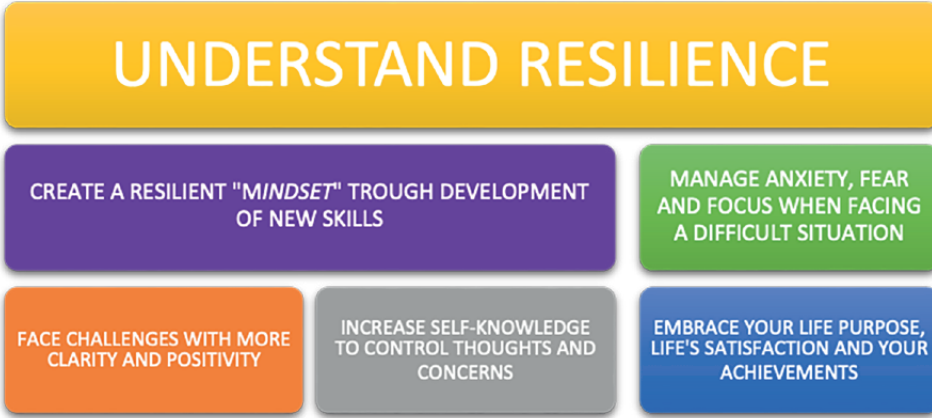 UNDERSTAND RESILIENCE
CREATE A RESILIENT "MINDSET" TROUGH DEVELOPMENT
OF NEW SKILLS
MANAGE ANXIETY, FEAR
AND FOCUS WHEN FACING
A DIFFICULT SITUATION
FACE CHALLENGES WITH MORE
CLARITY AND POSITIVITY
INCREASE SELF-KNOWLEDGE
TO CONTROL THOUGHTS AND
CONCERNS
EMBRACE YOUR LIFE PURPOSE,
LIFE'S SATISFACTION AND YOUR
ACHIEVEMENTS